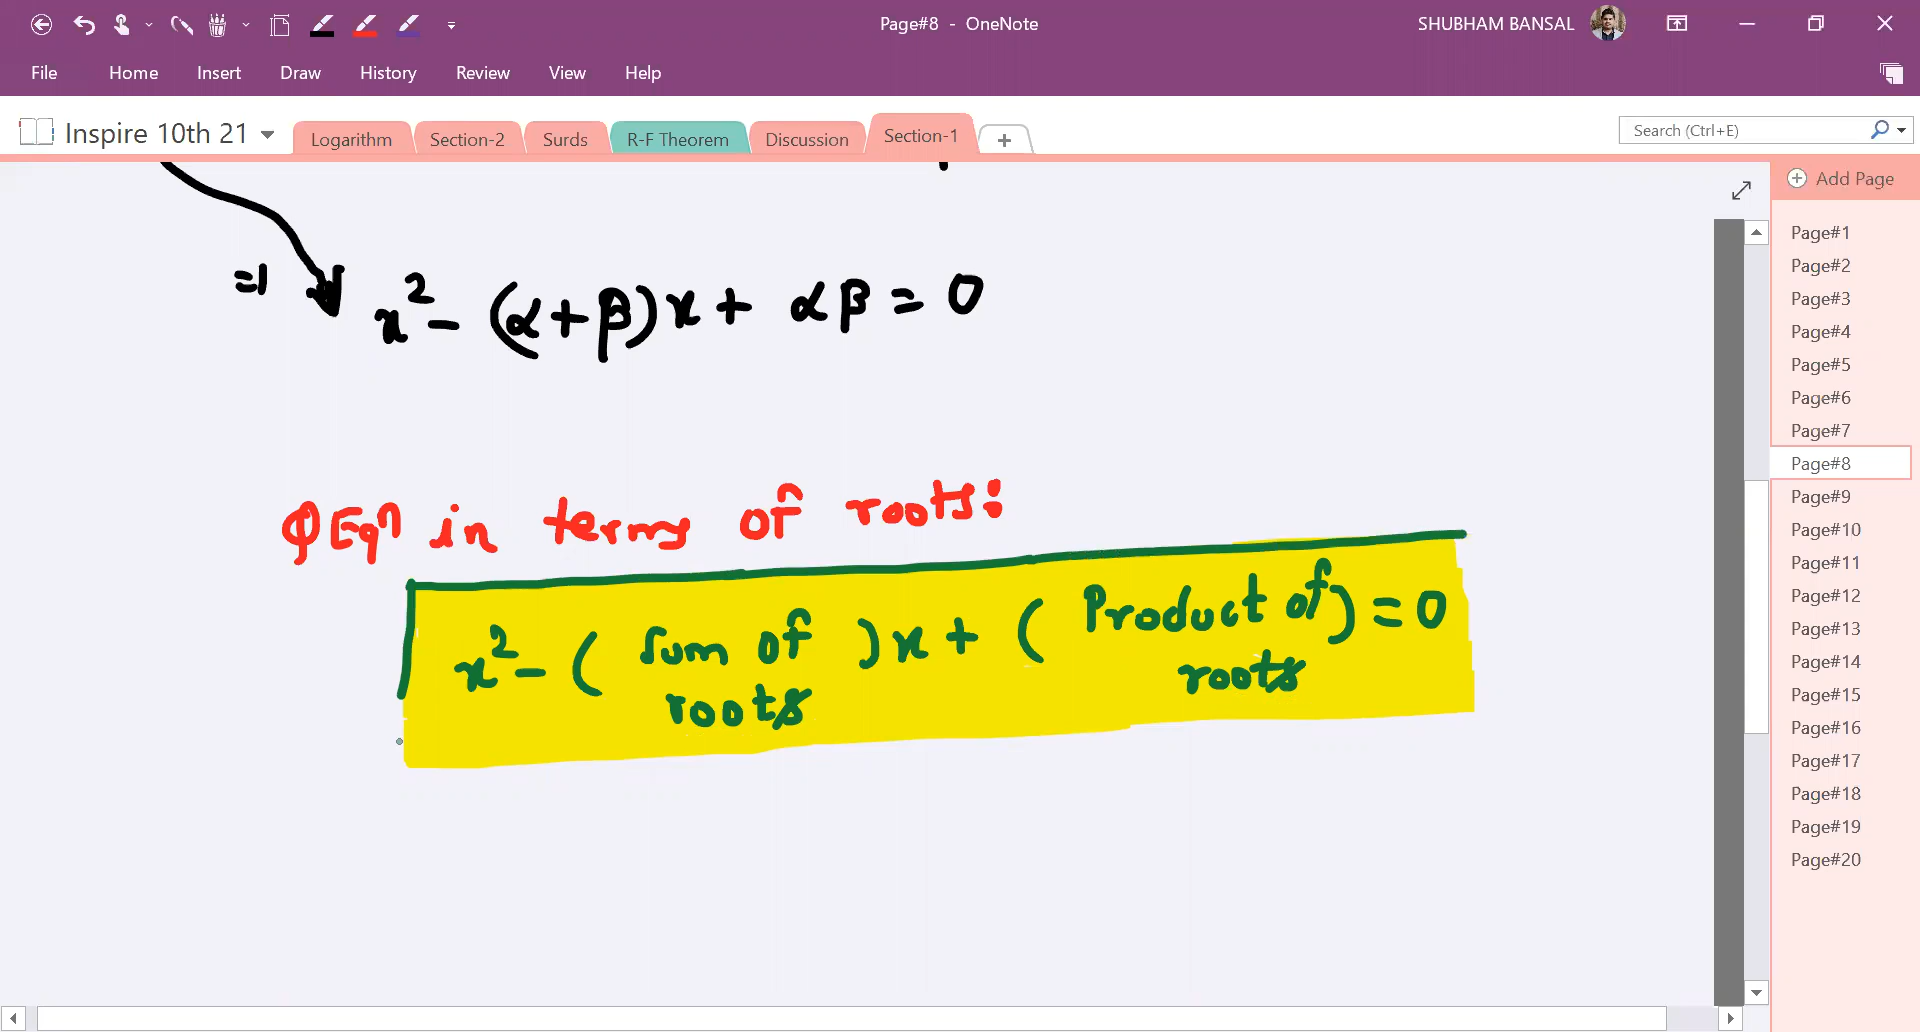 Page#8 - OneNote
SHUBHAM BANSAL
File Home Insert Draw History Review View Help
Inspire 10th 21
Logarithm Section-2 Surds R-F Theorem Discussion Section-1
Search (Ctrl+E)
Add Page
Page#1
Page#2
Page#3
Page#4
Page#5
Page#6
Page#7
Page#8
Page#9
Page#10
Page#11
Page#12
Page#13
Page#14
Page#15
Page#16
Page#17
Page#18
Page#19
Page#20
x² - (α+β)x + αβ = 0
Eqⁿ in terms of roots:
x² - ( Sum of roots )x + ( Product of roots ) = 0